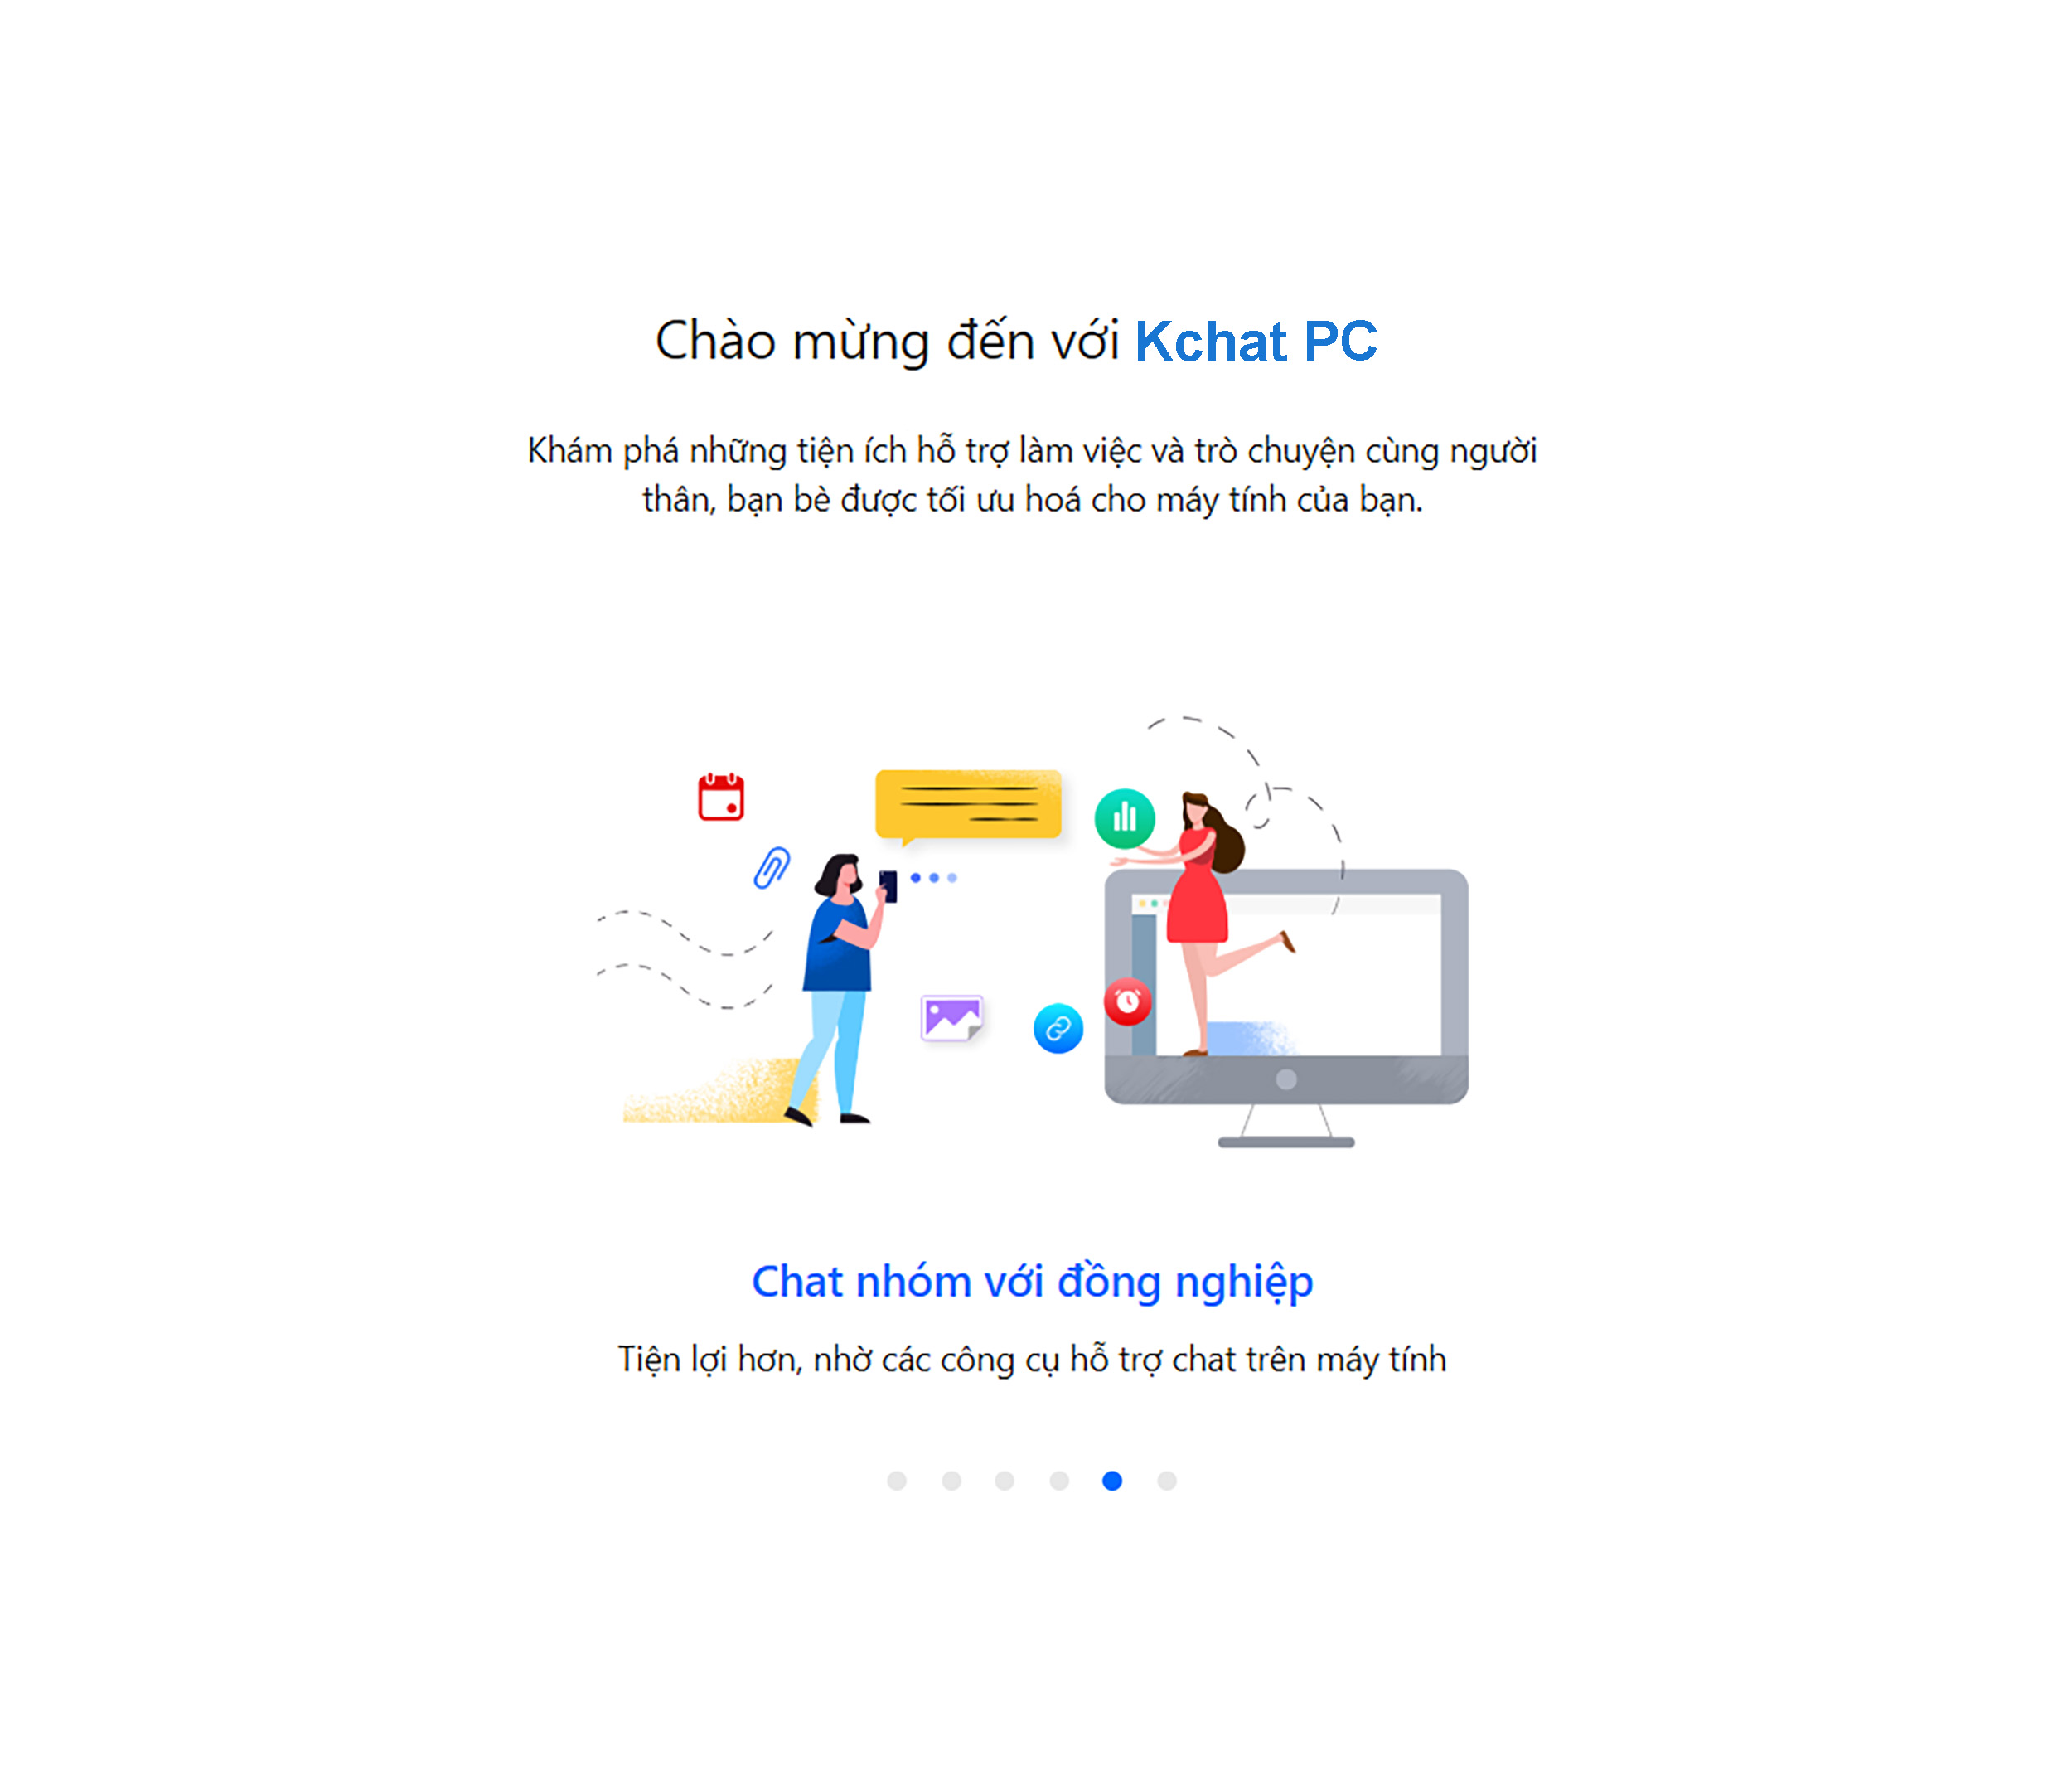 Chào mừng đến với Kchat PC
Khám phá những tiện ích hỗ trợ làm việc và trò chuyện cùng người
thân, bạn bè được tối ưu hoá cho máy tính của bạn.
Chat nhóm với đồng nghiệp
Tiện lợi hơn, nhờ các công cụ hỗ trợ chat trên máy tính